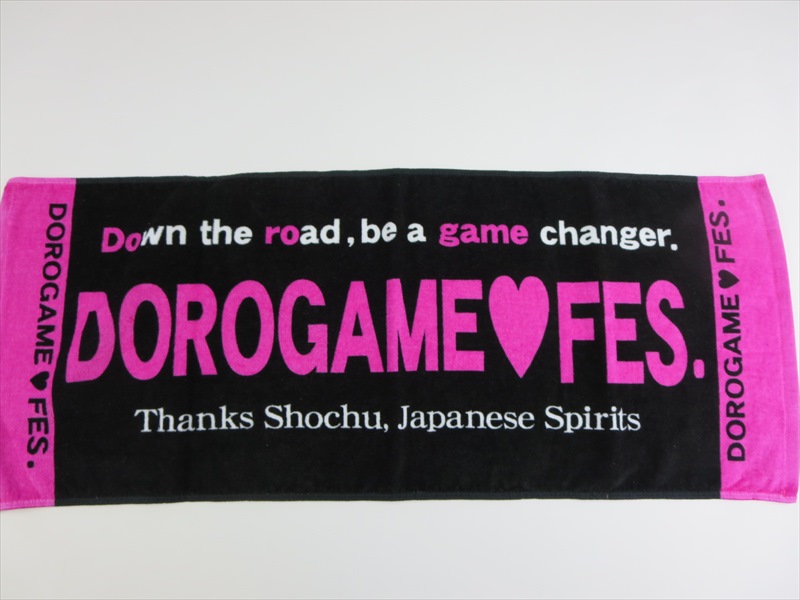 Down the road, be a game changer.
DOROGAME♥FES.
Thanks Shochu, Japanese Spirits
DOROGAME♥FES.
DOROGAME♥FES.